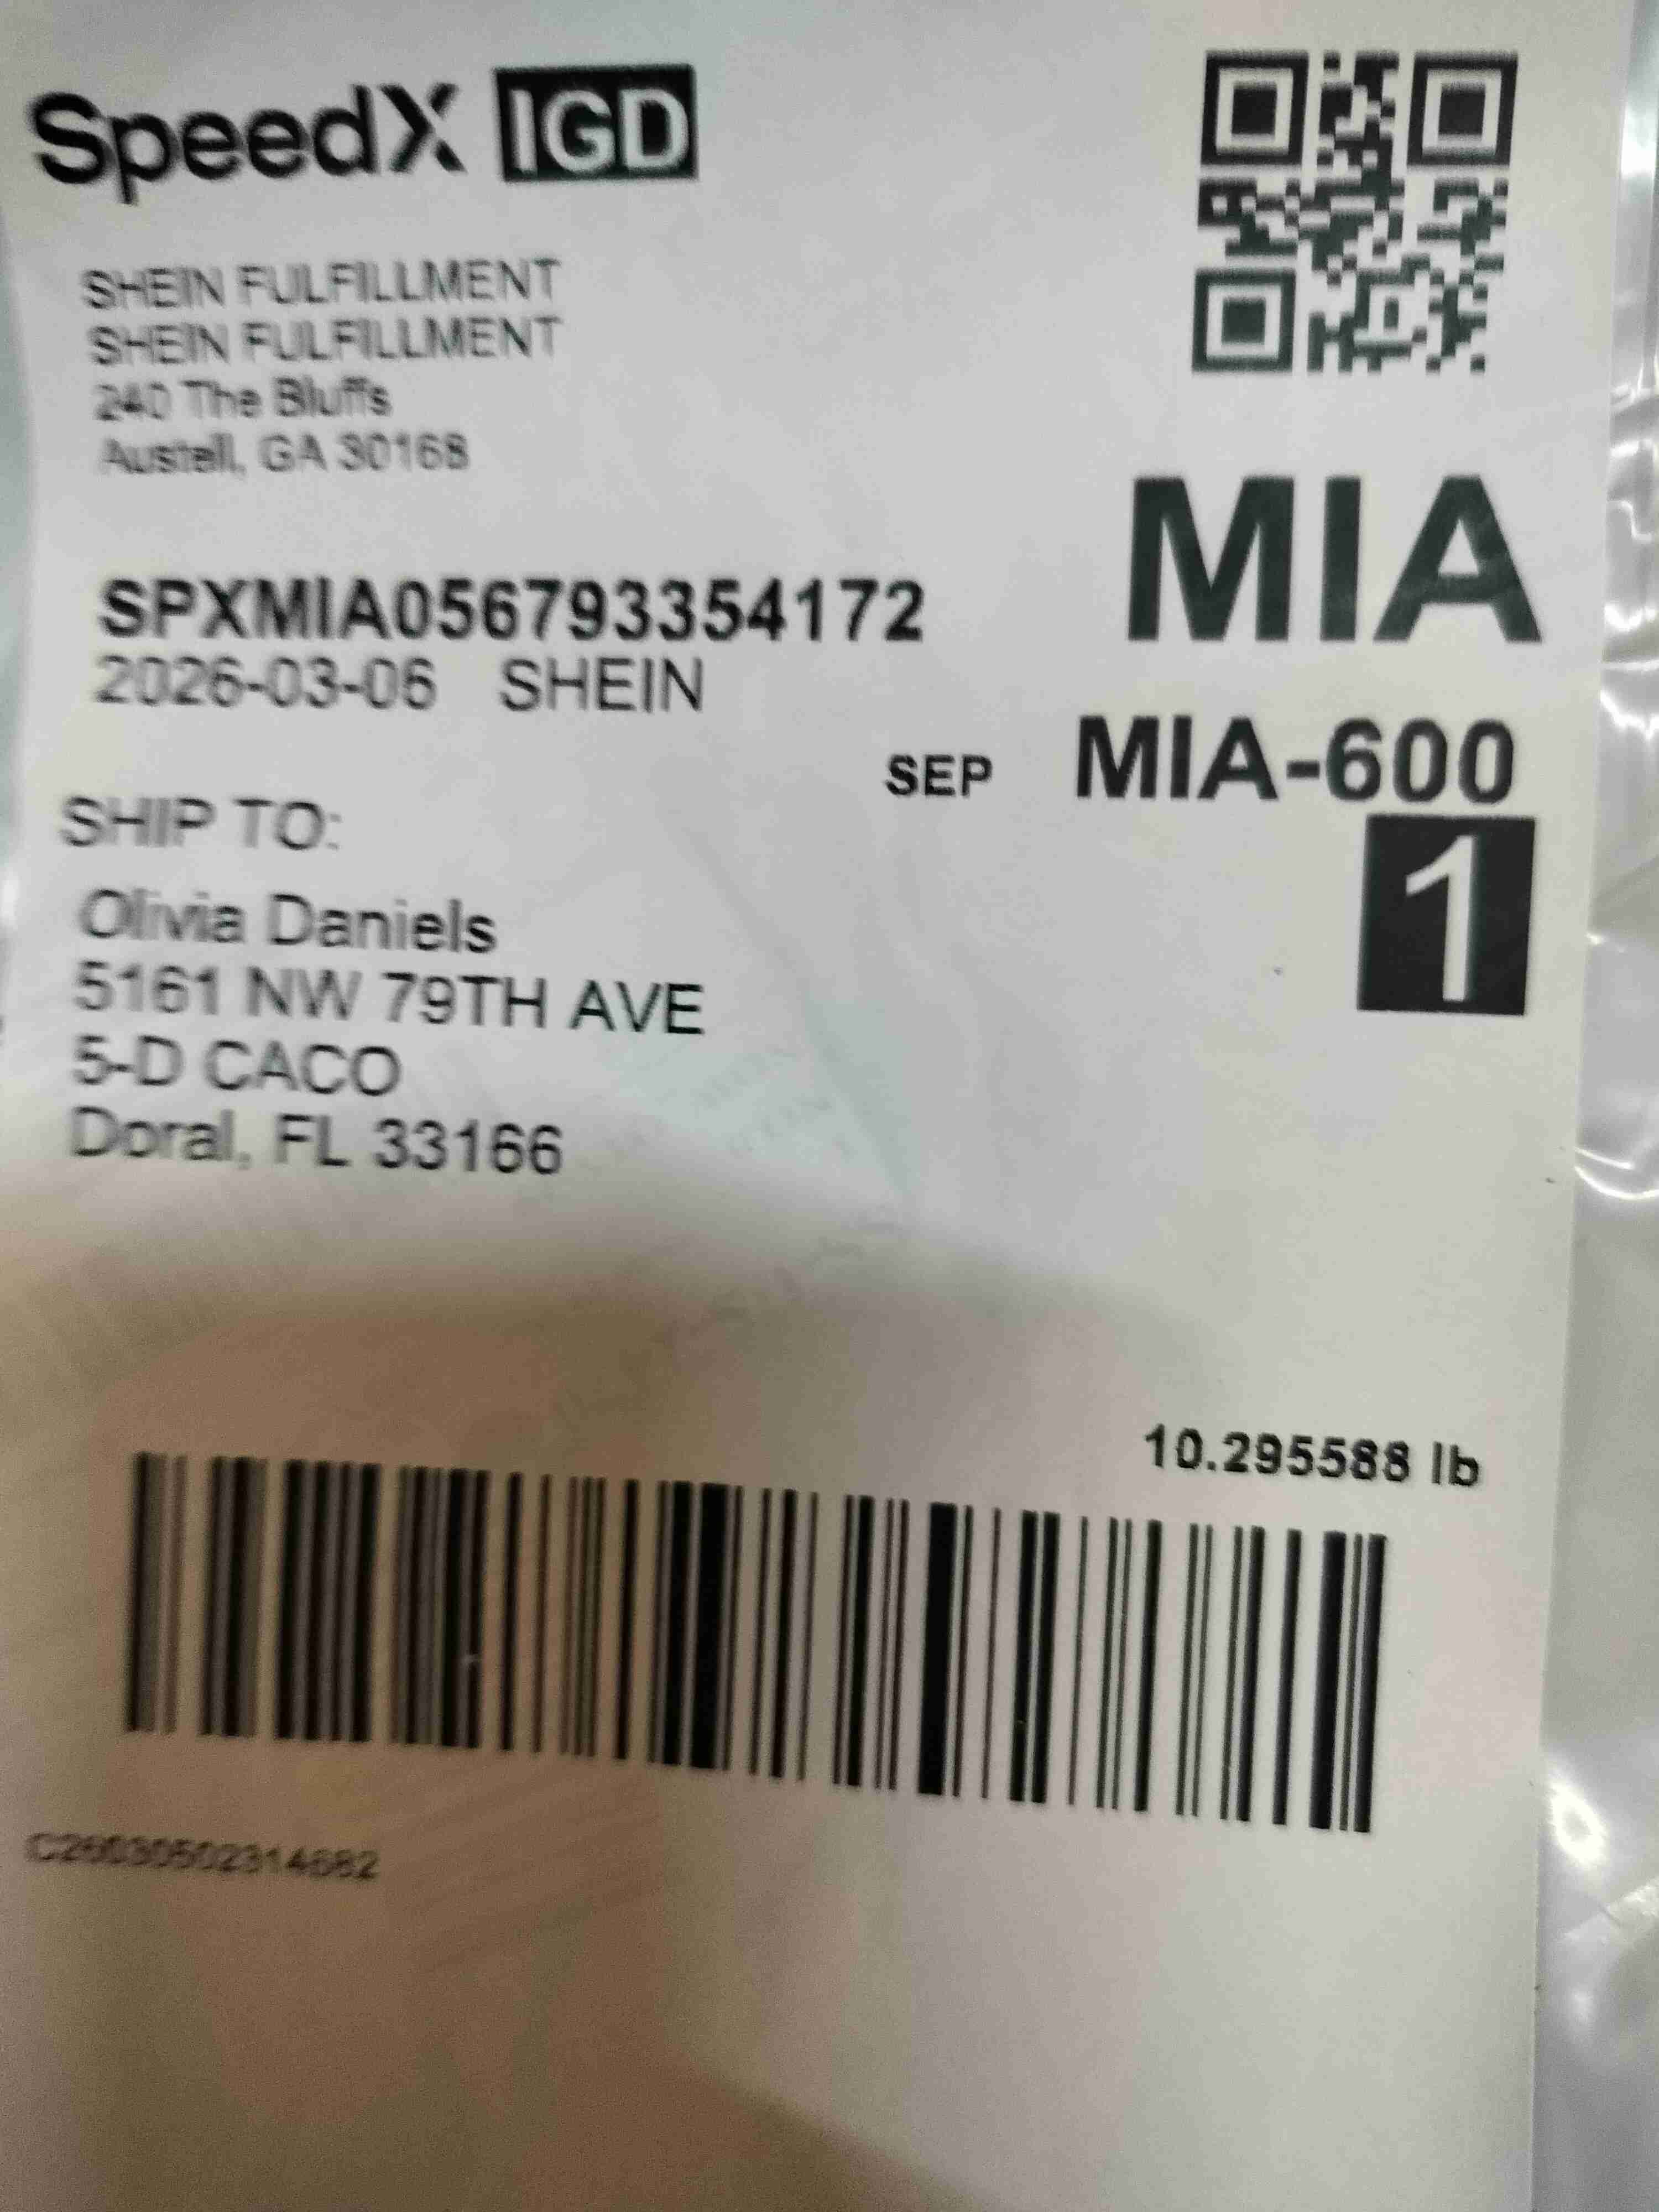 SpeedX IGD
SHEIN FULFILLMENT
SHEIN FULFILLMENT
240 The Bluffs
Austell, GA 30168
MIA
SPXMIA056793354172
2026-03-06 SHEIN
SEP MIA-600
1
SHIP TO:
Olivia Daniels
5161 NW 79TH AVE
5-D CACO
Doral, FL 33166
10.295588 lb